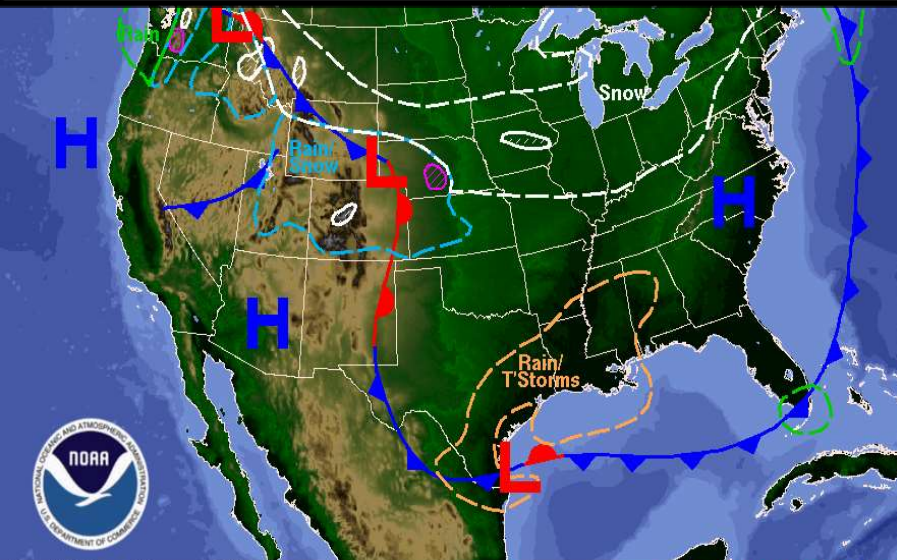 L
Rain
Snow
H
L
Rain/
Snow
H
H
Rain/
T'Storms
L
NATIONAL OCEANIC AND ATMOSPHERIC ADMINISTRATION
NOAA
U.S. DEPARTMENT OF COMMERCE